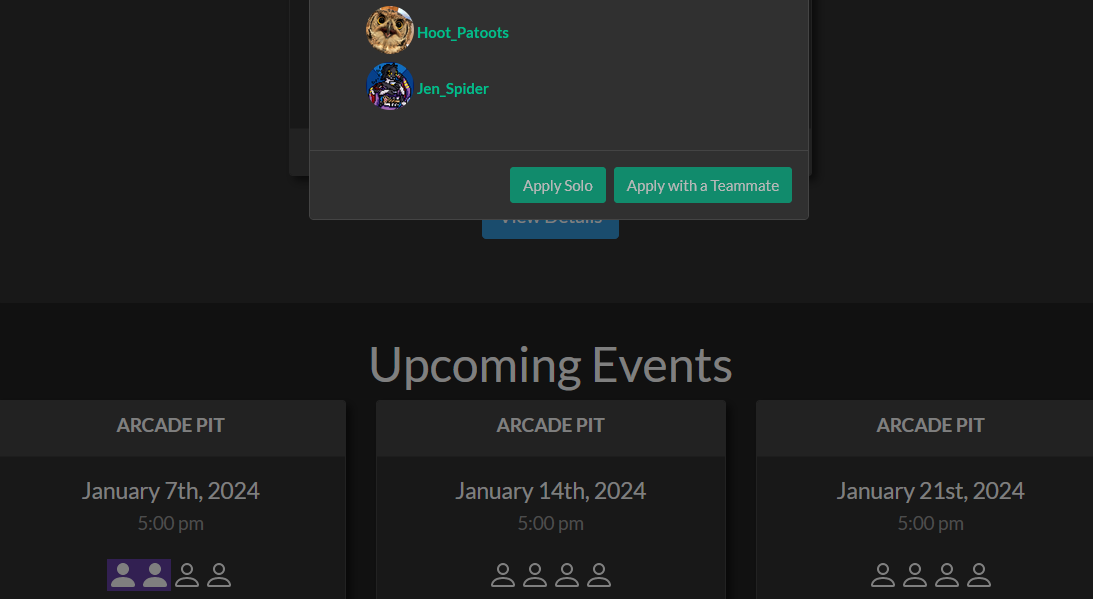 Hoot_Patoots
Jen_Spider
Apply Solo
Apply with a Teammate
View Details
Upcoming Events
ARCADE PIT
January 7th, 2024
5:00 pm
ARCADE PIT
January 14th, 2024
5:00 pm
ARCADE PIT
January 21st, 2024
5:00 pm